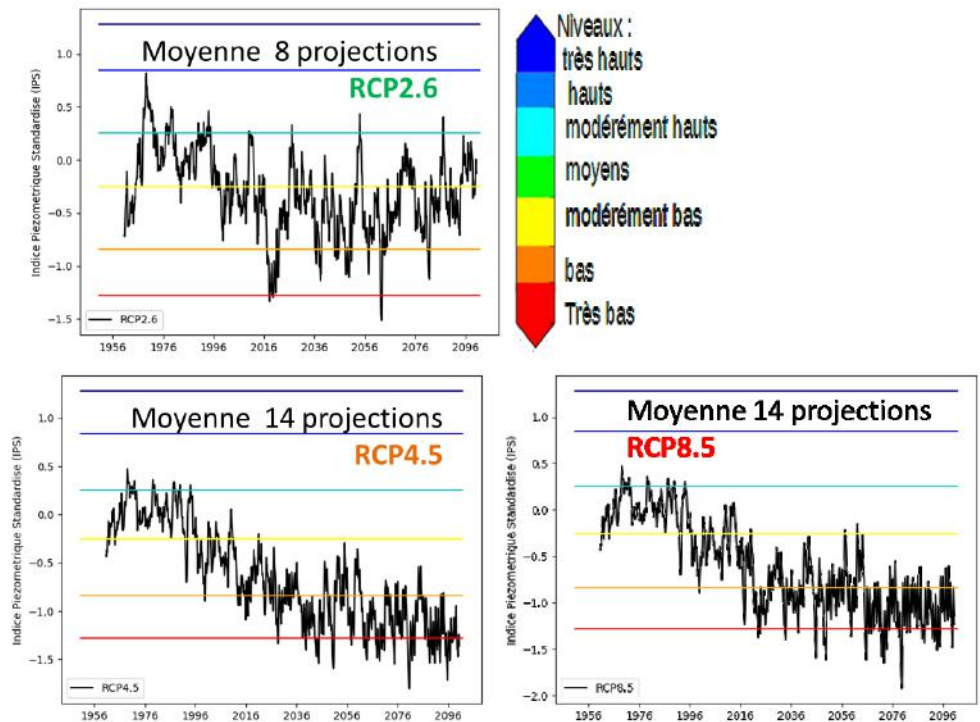 Moyenne 8 projections
RCP2.6
Indice Piezometrique Standardise (IPS)
1.0
0.5
0.0
−0.5
−1.0
−1.5
RCP2.6
1956 1976 1996 2016 2036 2056 2076 2096
Niveaux :
très hauts
hauts
modérément hauts
moyens
modérément bas
bas
Très bas
Moyenne 14 projections
RCP4.5
Indice Piezometrique Standardise (IPS)
1.0
0.5
0.0
−0.5
−1.0
−1.5
RCP4.5
1956 1976 1996 2016 2036 2056 2076 2096
Moyenne 14 projections
RCP8.5
Indice Piezometrique Standardise (IPS)
1.0
0.5
0.0
−0.5
−1.0
−1.5
−2.0
RCP8.5
1956 1976 1996 2016 2036 2056 2076 2096